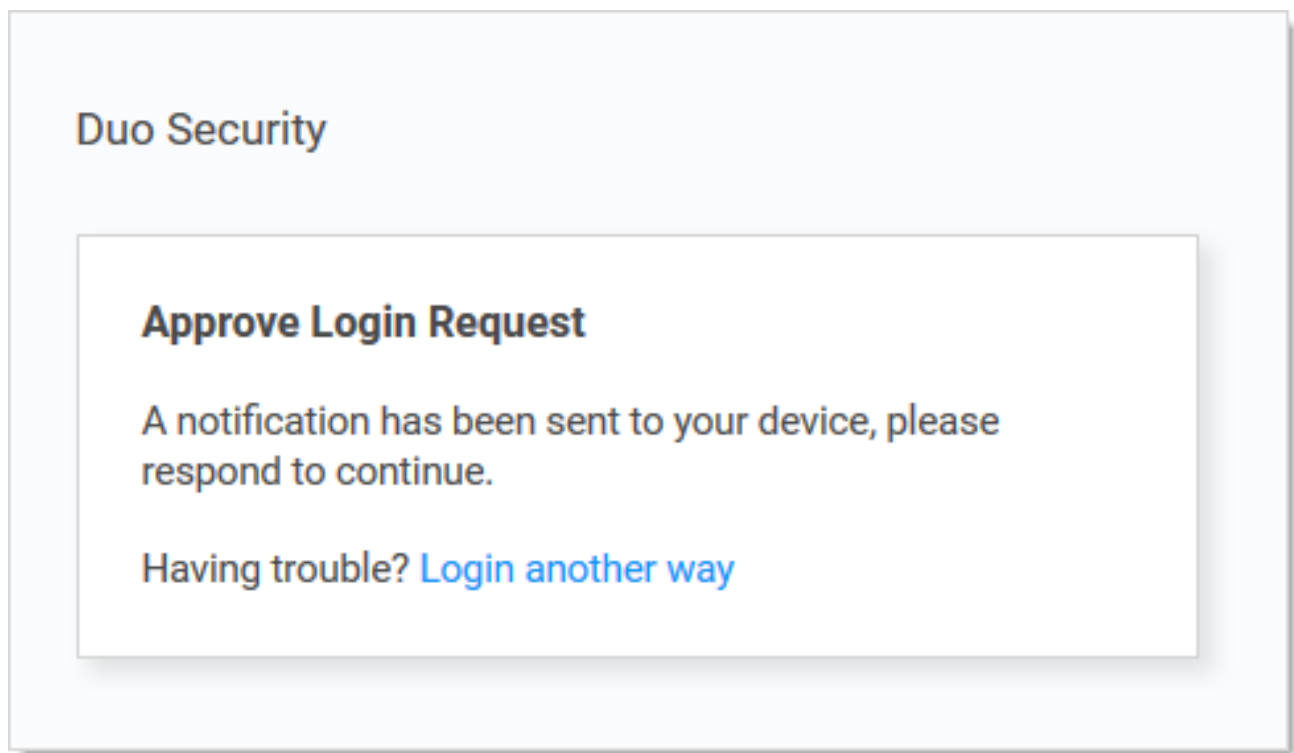 Duo Security
Approve Login Request
A notification has been sent to your device, please
respond to continue.
Having trouble? Login another way